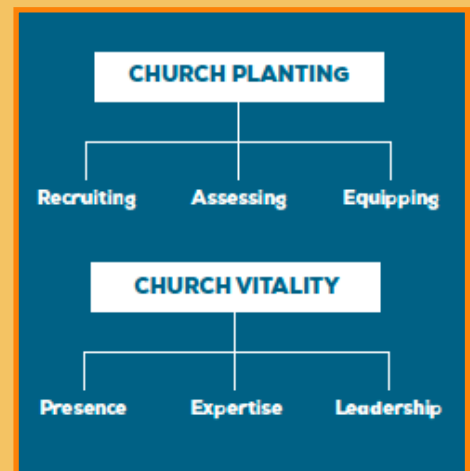 CHURCH PLANTING
Recruiting Assessing Equipping
CHURCH VITALITY
Presence Expertise Leadership